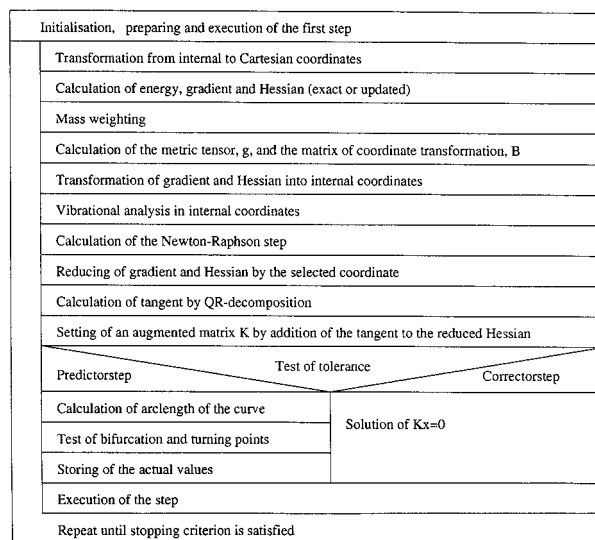 Initialisation, preparing and execution of the first step
Transformation from internal to Cartesian coordinates
Calculation of energy, gradient and Hessian (exact or updated)
Mass weighting
Calculation of the metric tensor, g, and the matrix of coordinate transformation, B
Transformation of gradient and Hessian into internal coordinates
Vibrational analysis in internal coordinates
Calculation of the Newton-Raphson step
Reducing of gradient and Hessian by the selected coordinate
Calculation of tangent by QR-decomposition
Setting of an augmented matrix K by addition of the tangent to the reduced Hessian
Test of tolerance
Predictorstep
Correctorstep
Calculation of arclength of the curve
Test of bifurcation and turning points
Storing of the actual values
Solution of Kx=0
Execution of the step
Repeat until stopping criterion is satisfied